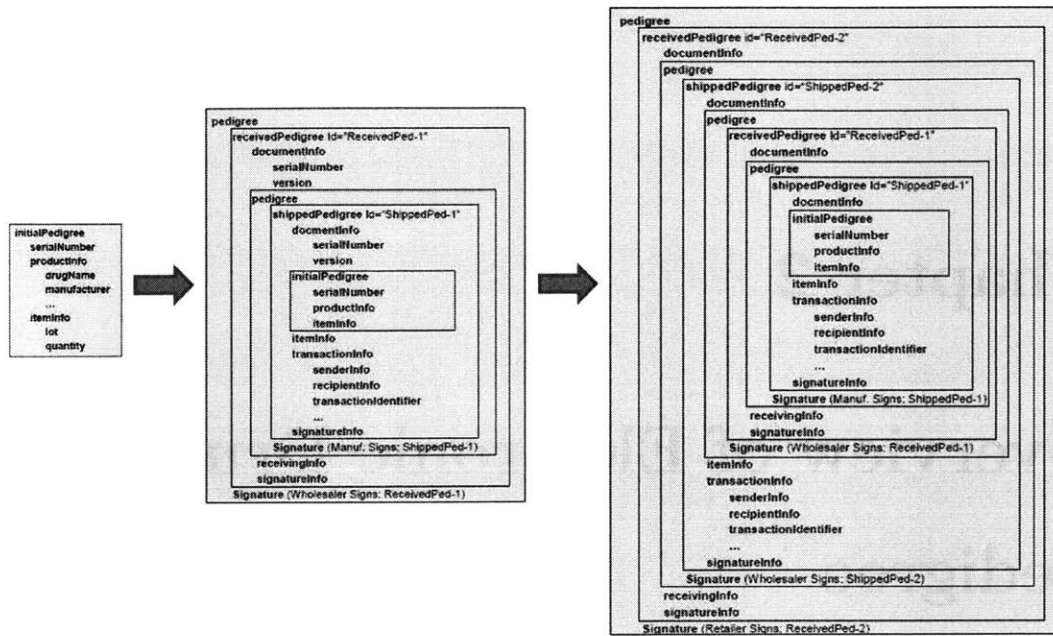 initialPedigree
serialNumber
productInfo
drugName
manufacturer
...
itemInfo
lot
quantity
pedigree
receivedPedigree Id="ReceivedPed-1"
documentInfo
serialNumber
version
pedigree
shippedPedigree Id="ShippedPed-1"
docmentInfo
serialNumber
version
initialPedigree
serialNumber
productInfo
itemInfo
itemInfo
transactionInfo
senderInfo
recipientInfo
transactionIdentifier
...
signatureInfo
Signature (Manuf. Signs: ShippedPed-1)
receivingInfo
signatureInfo
Signature (Wholesaler Signs: ReceivedPed-1)
pedigree
receivedPedigree id="ReceivedPed-2"
documentInfo
pedigree
shippedPedigree id="ShippedPed-2"
documentInfo
pedigree
receivedPedigree Id="ReceivedPed-1"
documentInfo
pedigree
shippedPedigree Id="ShippedPed-1"
docmentInfo
initialPedigree
serialNumber
productInfo
itemInfo
itemInfo
transactionInfo
senderInfo
recipientInfo
transactionIdentifier
...
signatureInfo
Signature (Manuf. Signs: ShippedPed-1)
receivingInfo
signatureInfo
Signature (Wholesaler Signs: ReceivedPed-1)
itemInfo
transactionInfo
senderInfo
recipientInfo
transactionIdentifier
...
signatureInfo
Signature (Wholesaler Signs: ShippedPed-2)
receivingInfo
signatureInfo
Signature (Retailer Signs: ReceivedPed-2)